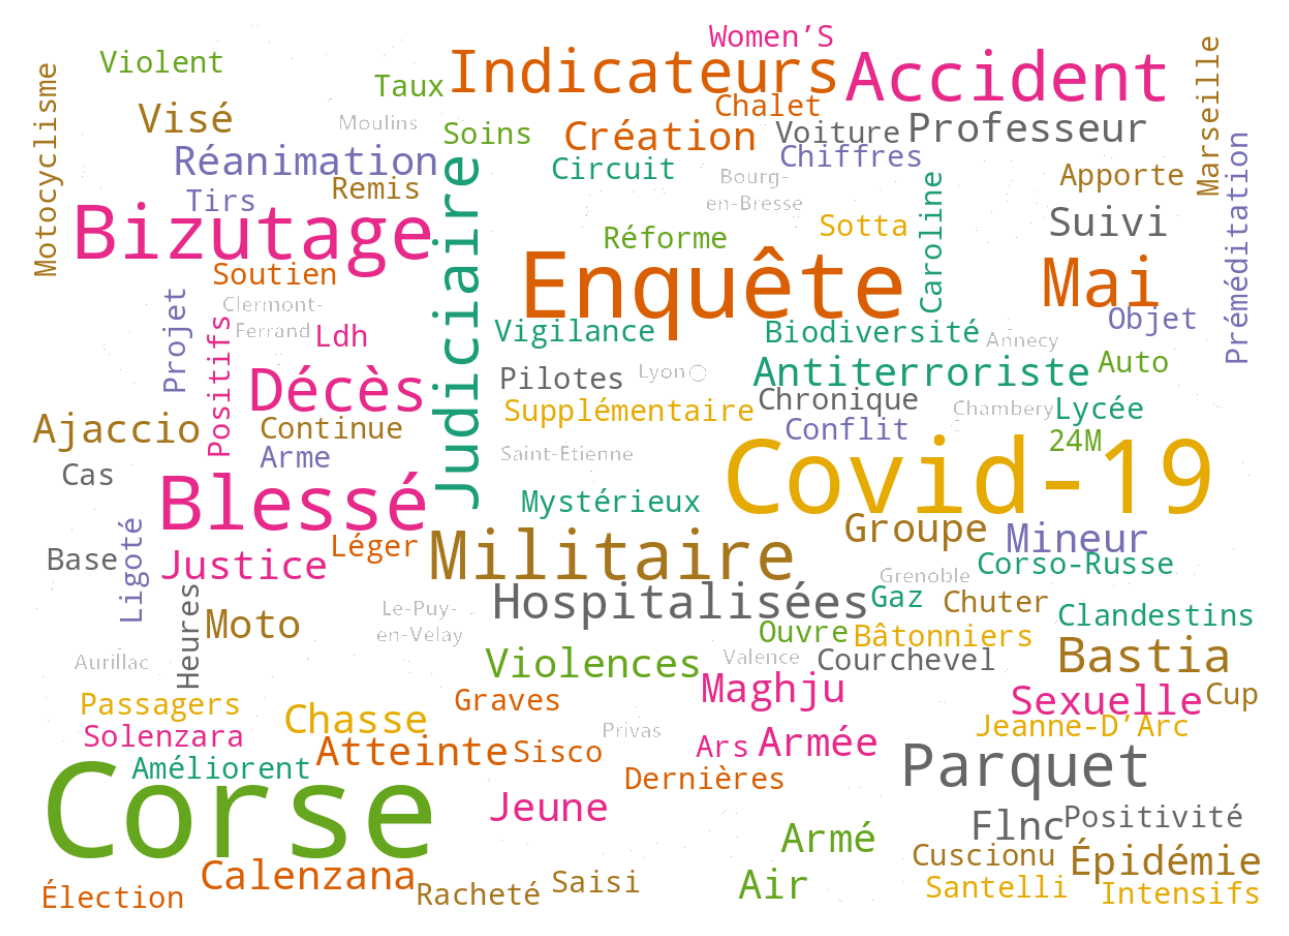 Women’S
Violent
Indicateurs
Accident
Taux
Motocyclisme
Marseille
Visé
Moulins
Soins
Chalet
Création
Voiture
Professeur
Réanimation
Circuit
Chiffres
Préméditation
Tirs
Remis
Judiciaire
Bourg-
en-Bresse
Caroline
Apporte
Bizutage
Réforme
Sotta
Suivi
Soutien
Enquête
Mai
Projet
Clermont-
Ferrand
Positifs
Ldh
Vigilance
Biodiversité
Annecy
Objet
Décès
Pilotes
Lyon
Antiterroriste
Auto
Ajaccio
Continue
Supplémentaire
Chronique
Chambery
Lycée
Arme
Saint-Etienne
Conflit
24M
Cas
Blessé
Mystérieux
Covid-19
Ligoté
Base
Justice
Léger
Militaire
Groupe
Mineur
Grenoble
Corso-Russe
Heures
Moto
Le-Puy-
en-Velay
Hospitalisées
Gaz
Chuter
Clandestins
Aurillac
Violences
Ouvre
Bâtonniers
Valence
Courchevel
Bastia
Passagers
Graves
Maghju
Sexuelle
Cup
Solenzara
Chasse
Privas
Jeanne-D’Arc
Améliorent
Atteinte
Sisco
Ars
Armée
Parquet
Corse
Dernières
Jeune
Armé
Flnc
Positivité
Calenzana
Cuscionu
Épidémie
Élection
Racheté
Saisi
Air
Santelli
Intensifs